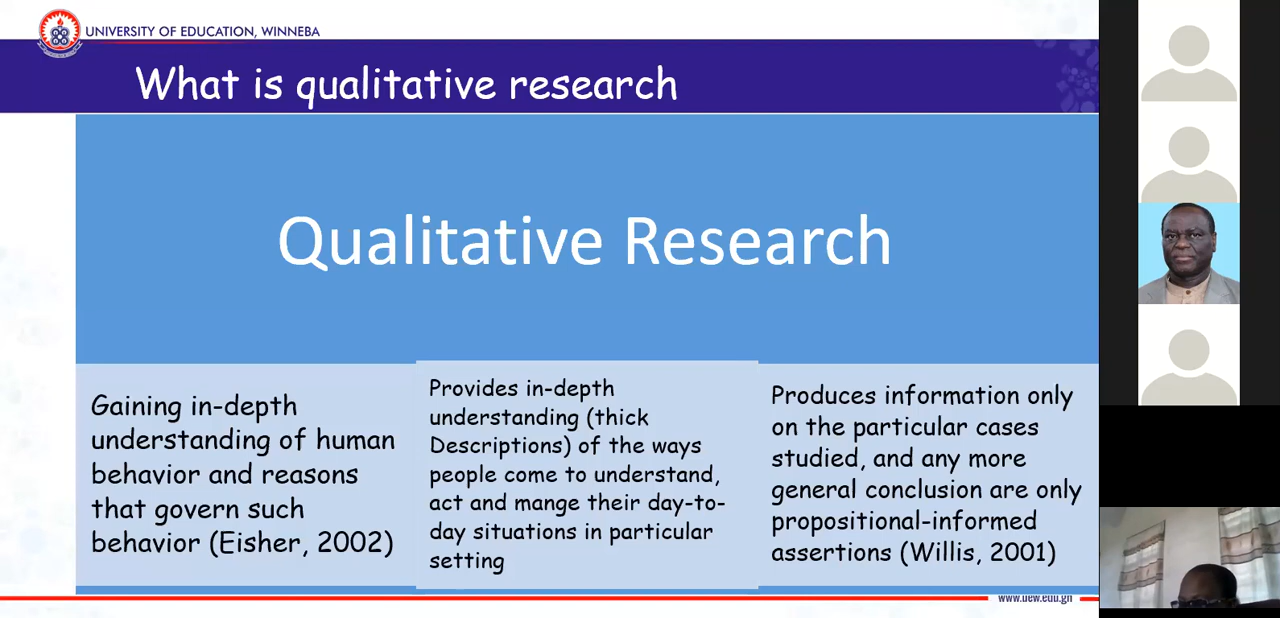 UNIVERSITY OF EDUCATION, WINNEBA
What is qualitative research
Qualitative Research
Gaining in-depth
understanding of human
behavior and reasons
that govern such
behavior (Eisher, 2002)
Provides in-depth
understanding (thick
Descriptions) of the ways
people come to understand,
act and mange their day-to-
day situations in particular
setting
Produces information only
on the particular cases
studied, and any more
general conclusion are only
propositional-informed
assertions (Willis, 2001)
www.uew.edu.gh